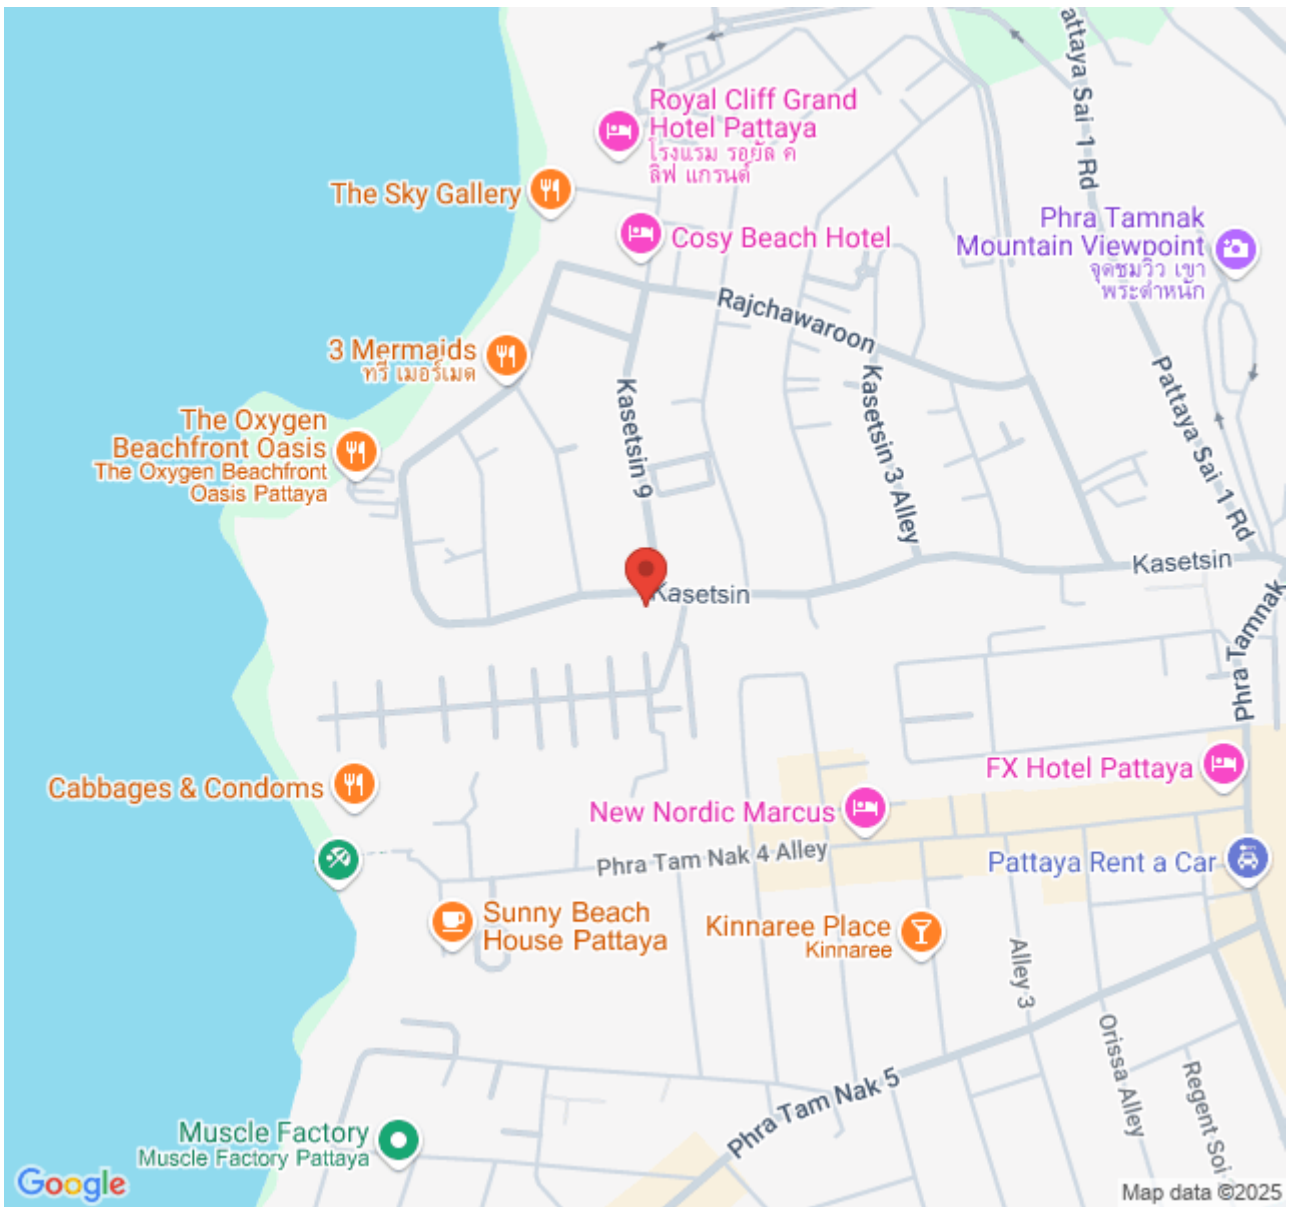 attaya Sai 1 Rd
Royal Cliff Grand
Hotel Pattaya
โรงแรม รอยัล ค
ลิฟ แกรนด์
The Sky Gallery
Cosy Beach Hotel
Phra Tamnak
Mountain Viewpoint
จุดชมวิว เขา
พระตำหนัก
Rajchawaroon
3 Mermaids
ทรี เมอร์เมด
Kasetsin 9
Kasetsin 3 Alley
Pattaya Sai 1 Rd
The Oxygen
Beachfront Oasis
The Oxygen Beachfront
Oasis Pattaya
Kasetsin
Kasetsin
Phra Tamnak
FX Hotel Pattaya
Cabbages & Condoms
New Nordic Marcus
Phra Tam Nak 4 Alley
Pattaya Rent a Car
Sunny Beach
House Pattaya
Kinnaree Place
Kinnaree
Alley 3
Orissa Alley
Regent Soi
Phra Tam Nak 5
Muscle Factory
Muscle Factory Pattaya
Google
Map data ©2025